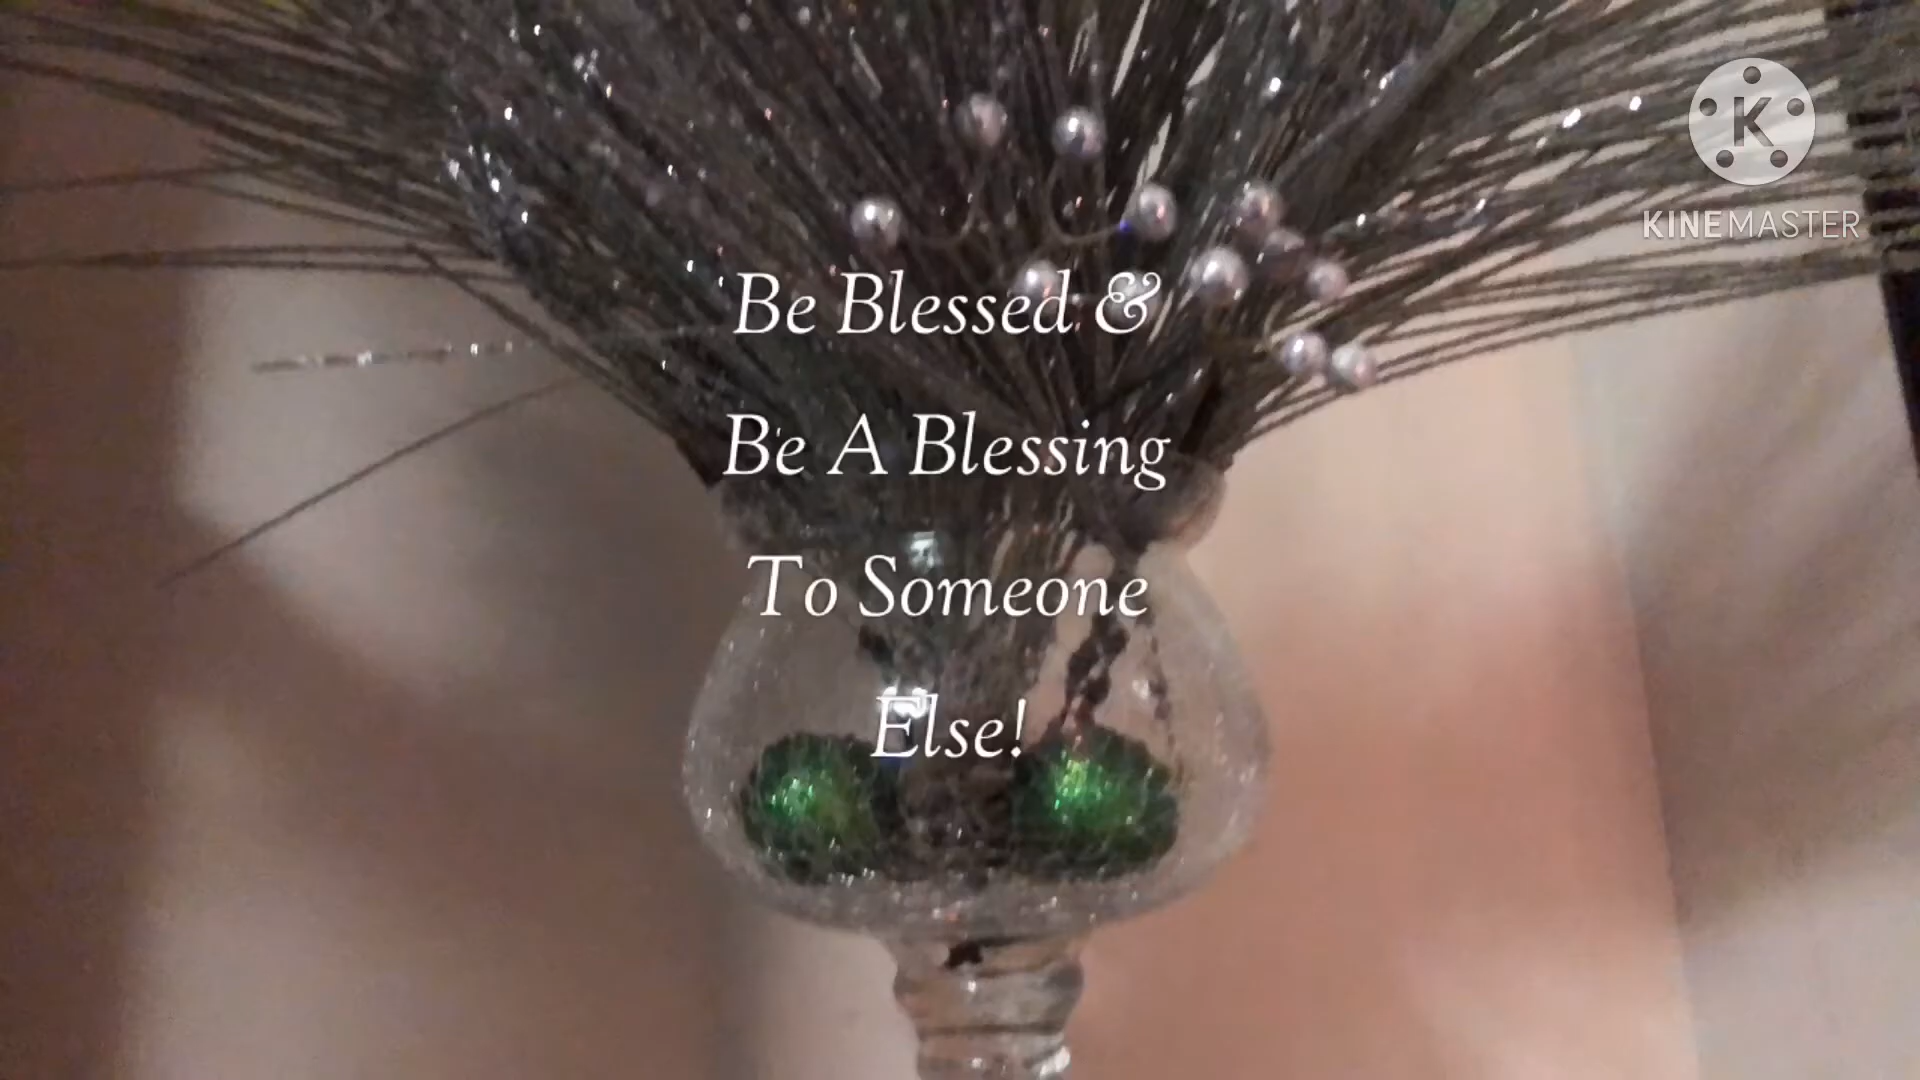 Be Blessed &
Be A Blessing
To Someone
Else!
K
KINEMASTER